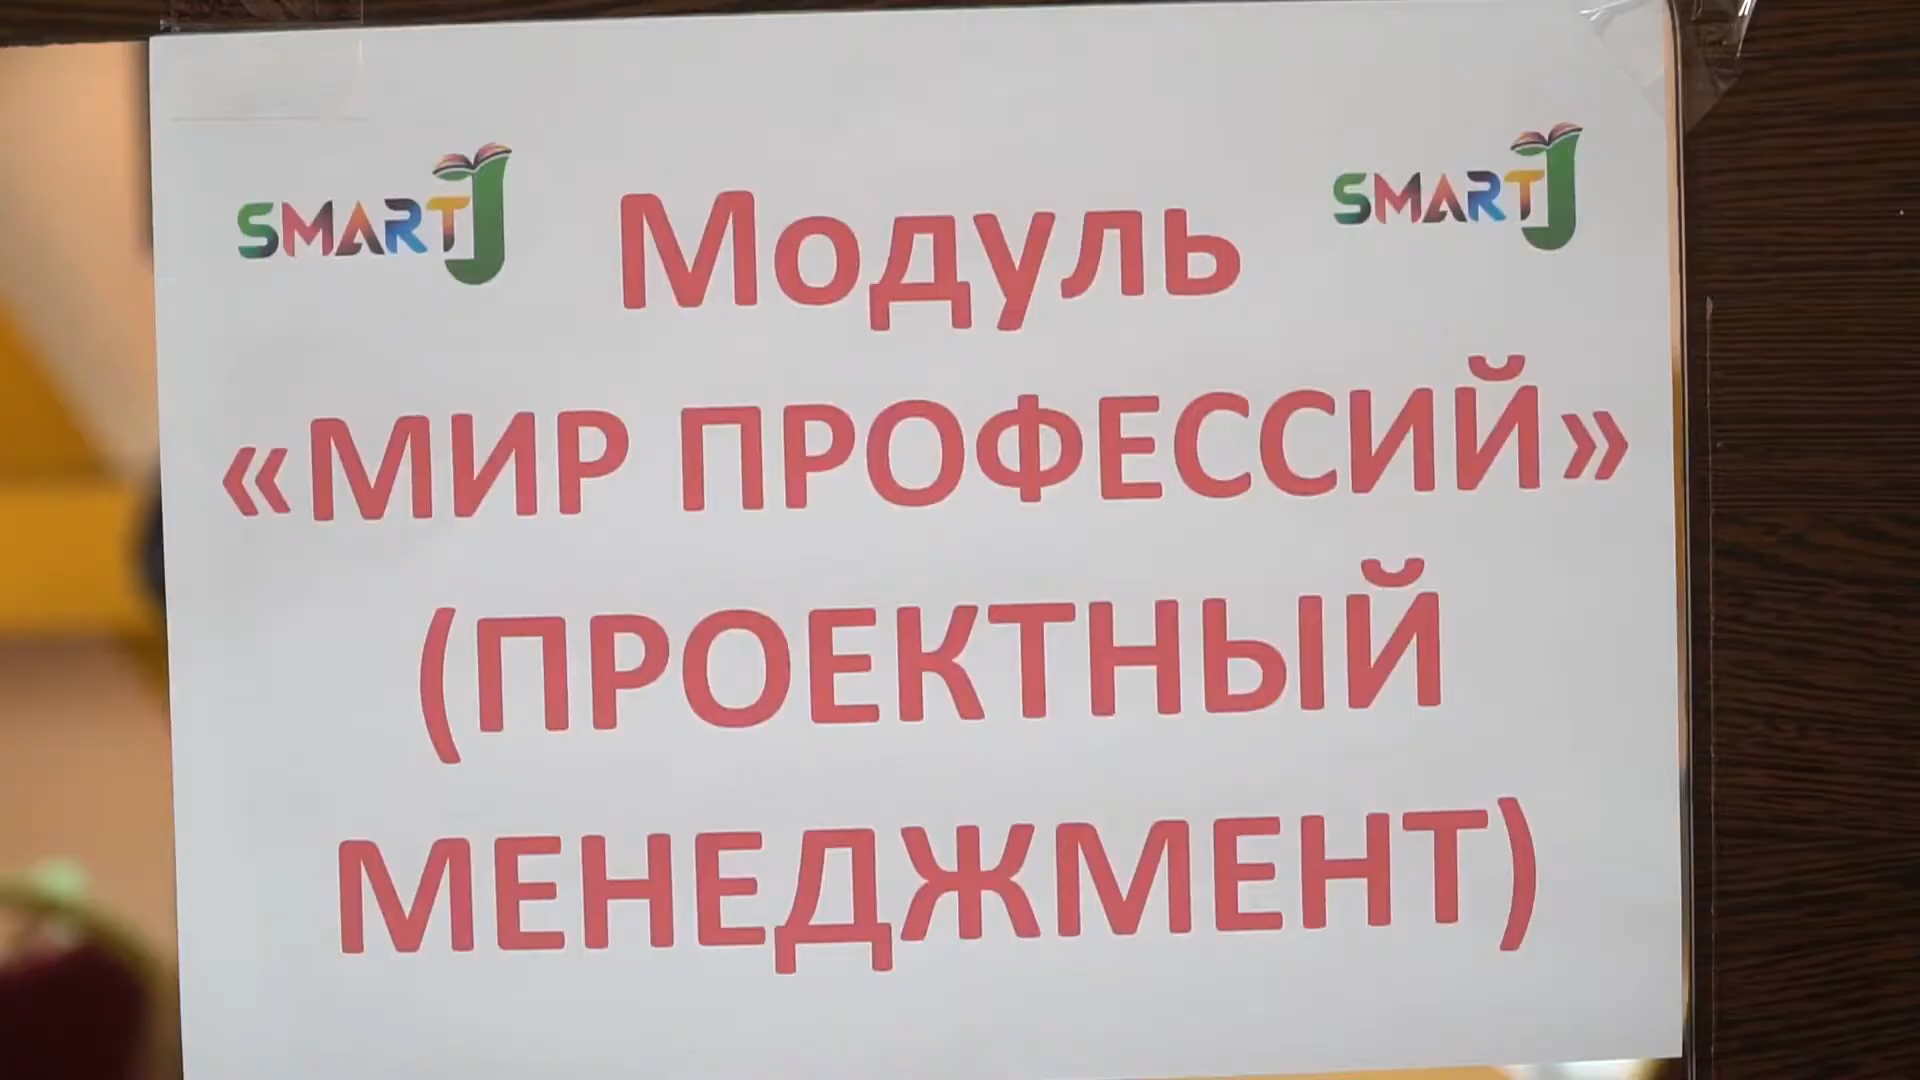 SMART J
SMART J
Модуль
«МИР ПРОФЕССИЙ»
(ПРОЕКТНЫЙ
МЕНЕДЖМЕНТ)